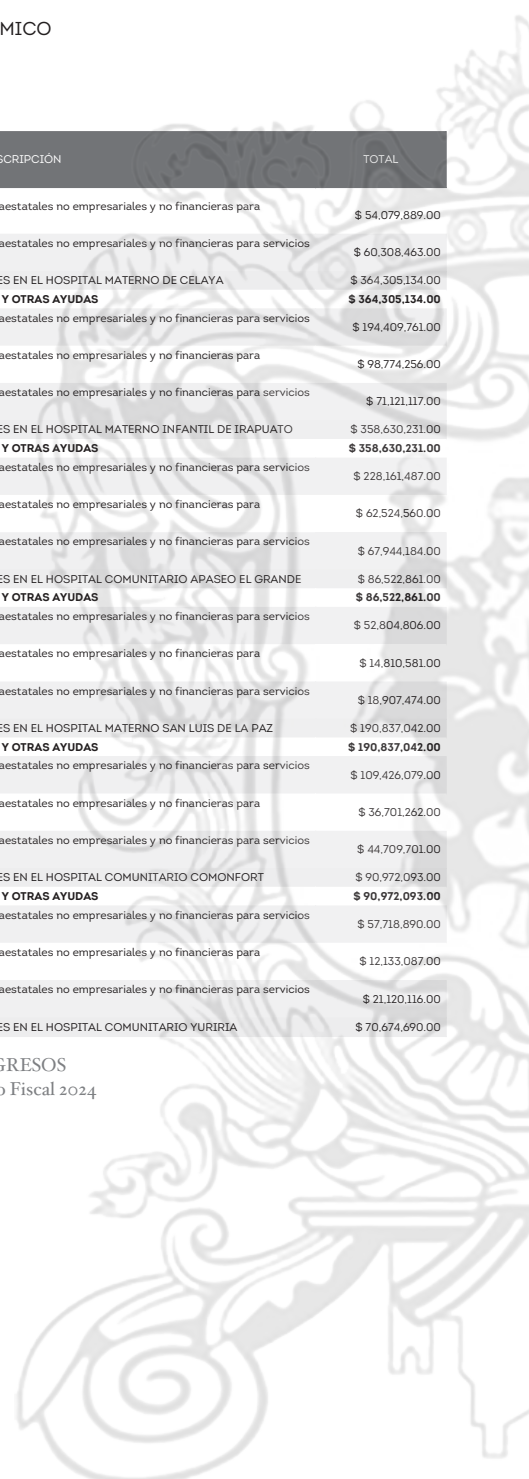 MICO
SCRIPCIÓN TOTAL
aestatales no empresariales y no financieras para
$ 54,079,889.00
aestatales no empresariales y no financieras para servicios
$ 60,308,463.00
ES EN EL HOSPITAL MATERNO DE CELAYA $ 364,305,134.00
Y OTRAS AYUDAS $ 364,305,134.00
aestatales no empresariales y no financieras para servicios
$ 194,409,761.00
aestatales no empresariales y no financieras para
$ 98,774,256.00
aestatales no empresariales y no financieras para servicios
$ 71,121,117.00
ES EN EL HOSPITAL MATERNO INFANTIL DE IRAPUATO $ 358,630,231.00
Y OTRAS AYUDAS $ 358,630,231.00
aestatales no empresariales y no financieras para servicios
$ 228,161,487.00
aestatales no empresariales y no financieras para
$ 62,524,560.00
aestatales no empresariales y no financieras para servicios
$ 67,944,184.00
ES EN EL HOSPITAL COMUNITARIO APASEO EL GRANDE $ 86,522,861.00
Y OTRAS AYUDAS $ 86,522,861.00
aestatales no empresariales y no financieras para servicios
$ 52,804,806.00
aestatales no empresariales y no financieras para
$ 14,810,581.00
aestatales no empresariales y no financieras para servicios
$ 18,907,474.00
ES EN EL HOSPITAL MATERNO SAN LUIS DE LA PAZ $ 190,837,042.00
Y OTRAS AYUDAS $ 190,837,042.00
aestatales no empresariales y no financieras para servicios
$ 109,426,079.00
aestatales no empresariales y no financieras para
$ 36,701,262.00
aestatales no empresariales y no financieras para servicios
$ 44,709,701.00
ES EN EL HOSPITAL COMUNITARIO COMONFORT $ 90,972,093.00
Y OTRAS AYUDAS $ 90,972,093.00
aestatales no empresariales y no financieras para servicios
$ 57,718,890.00
aestatales no empresariales y no financieras para
$ 12,133,087.00
aestatales no empresariales y no financieras para servicios
$ 21,120,116.00
ES EN EL HOSPITAL COMUNITARIO YURIRIA $ 70,674,690.00
GRESOS
o Fiscal 2024